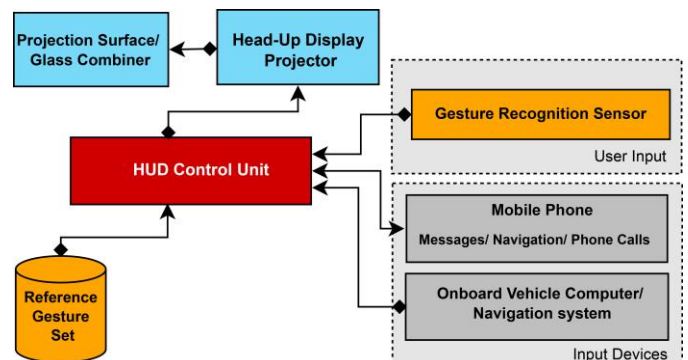 Projection Surface/
Glass Combiner
Head-Up Display
Projector
Gesture Recognition Sensor
User Input
HUD Control Unit
Mobile Phone
Messages/ Navigation/ Phone Calls
Onboard Vehicle Computer/
Navigation system
Input Devices
Reference
Gesture
Set